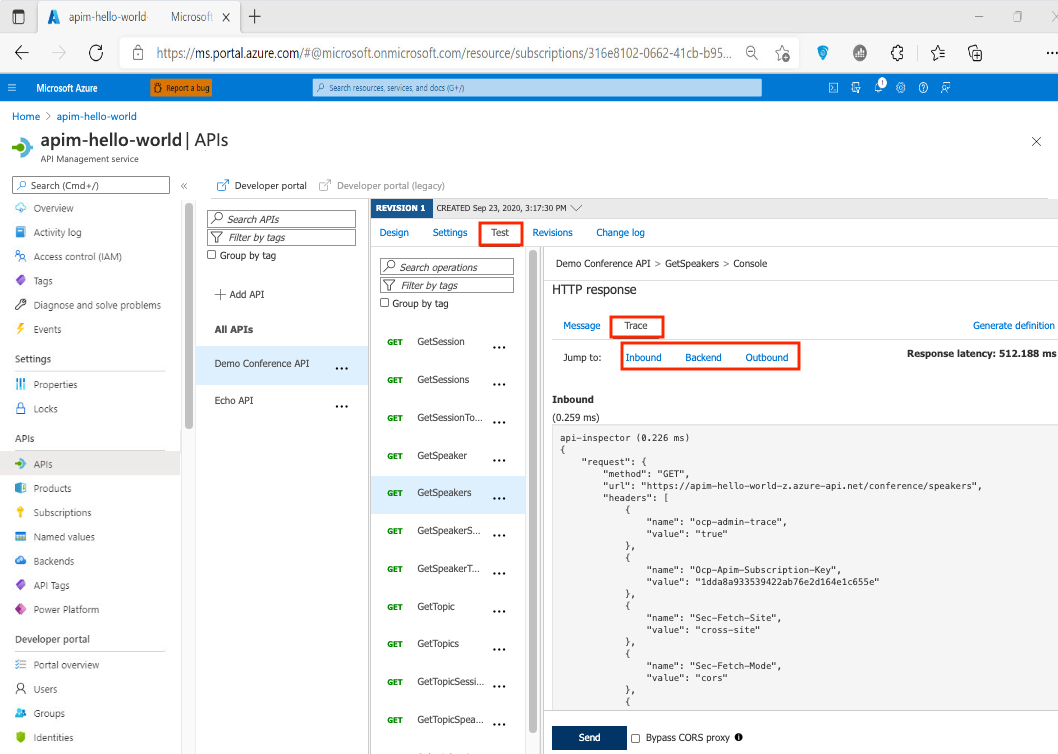 apim-hello-world· Microsoft
https://ms.portal.azure.com/#@microsoft.onmicrosoft.com/resource/subscriptions/316e8102-0662-41cb-b95...
Microsoft Azure
Report a bug
Search resources, services, and docs (G+/)
1
Home > apim-hello-world
apim-hello-world | APIs
API Management service
Search (Cmd+/)
«
Overview
Activity log
Access control (IAM)
Tags
Diagnose and solve problems
Events
Settings
Properties
Locks
APIs
APIs
Products
Subscriptions
Named values
Backends
API Tags
Power Platform
Developer portal
Portal overview
Users
Groups
Identities
Developer portal
Developer portal (legacy)
Search APIs
Filter by tags
Group by tag
+ Add API
All APIs
Demo Conference API ...
Echo API ...
REVISION 1 CREATED Sep 23, 2020, 3:17:30 PM
Design Settings Test Revisions Change log
Search operations
Filter by tags
Group by tag
GET GetSession ...
GET GetSessions ...
GET GetSessionTo... ...
GET GetSpeaker ...
GET GetSpeakers ...
GET GetSpeakerS... ...
GET GetSpeakerT... ...
GET GetTopic ...
GET GetTopics ...
GET GetTopicSessi... ...
GET GetTopicSpea... ...
Demo Conference API > GetSpeakers > Console
HTTP response
Message Trace Generate definition
Jump to: Inbound Backend Outbound Response latency: 512.188 ms
Inbound
(0.259 ms)
api-inspector (0.226 ms)
{
"request": {
"method": "GET",
"url": "https://apim-hello-world-z.azure-api.net/conference/speakers",
"headers": [
{
"name": "ocp-admin-trace",
"value": "true"
},
{
"name": "Ocp-Apim-Subscription-Key",
"value": "1dda8a933539422ab76e2d164e1c655e"
},
{
"name": "Sec-Fetch-Site",
"value": "cross-site"
},
{
"name": "Sec-Fetch-Mode",
"value": "cors"
},
{
Send Bypass CORS proxy